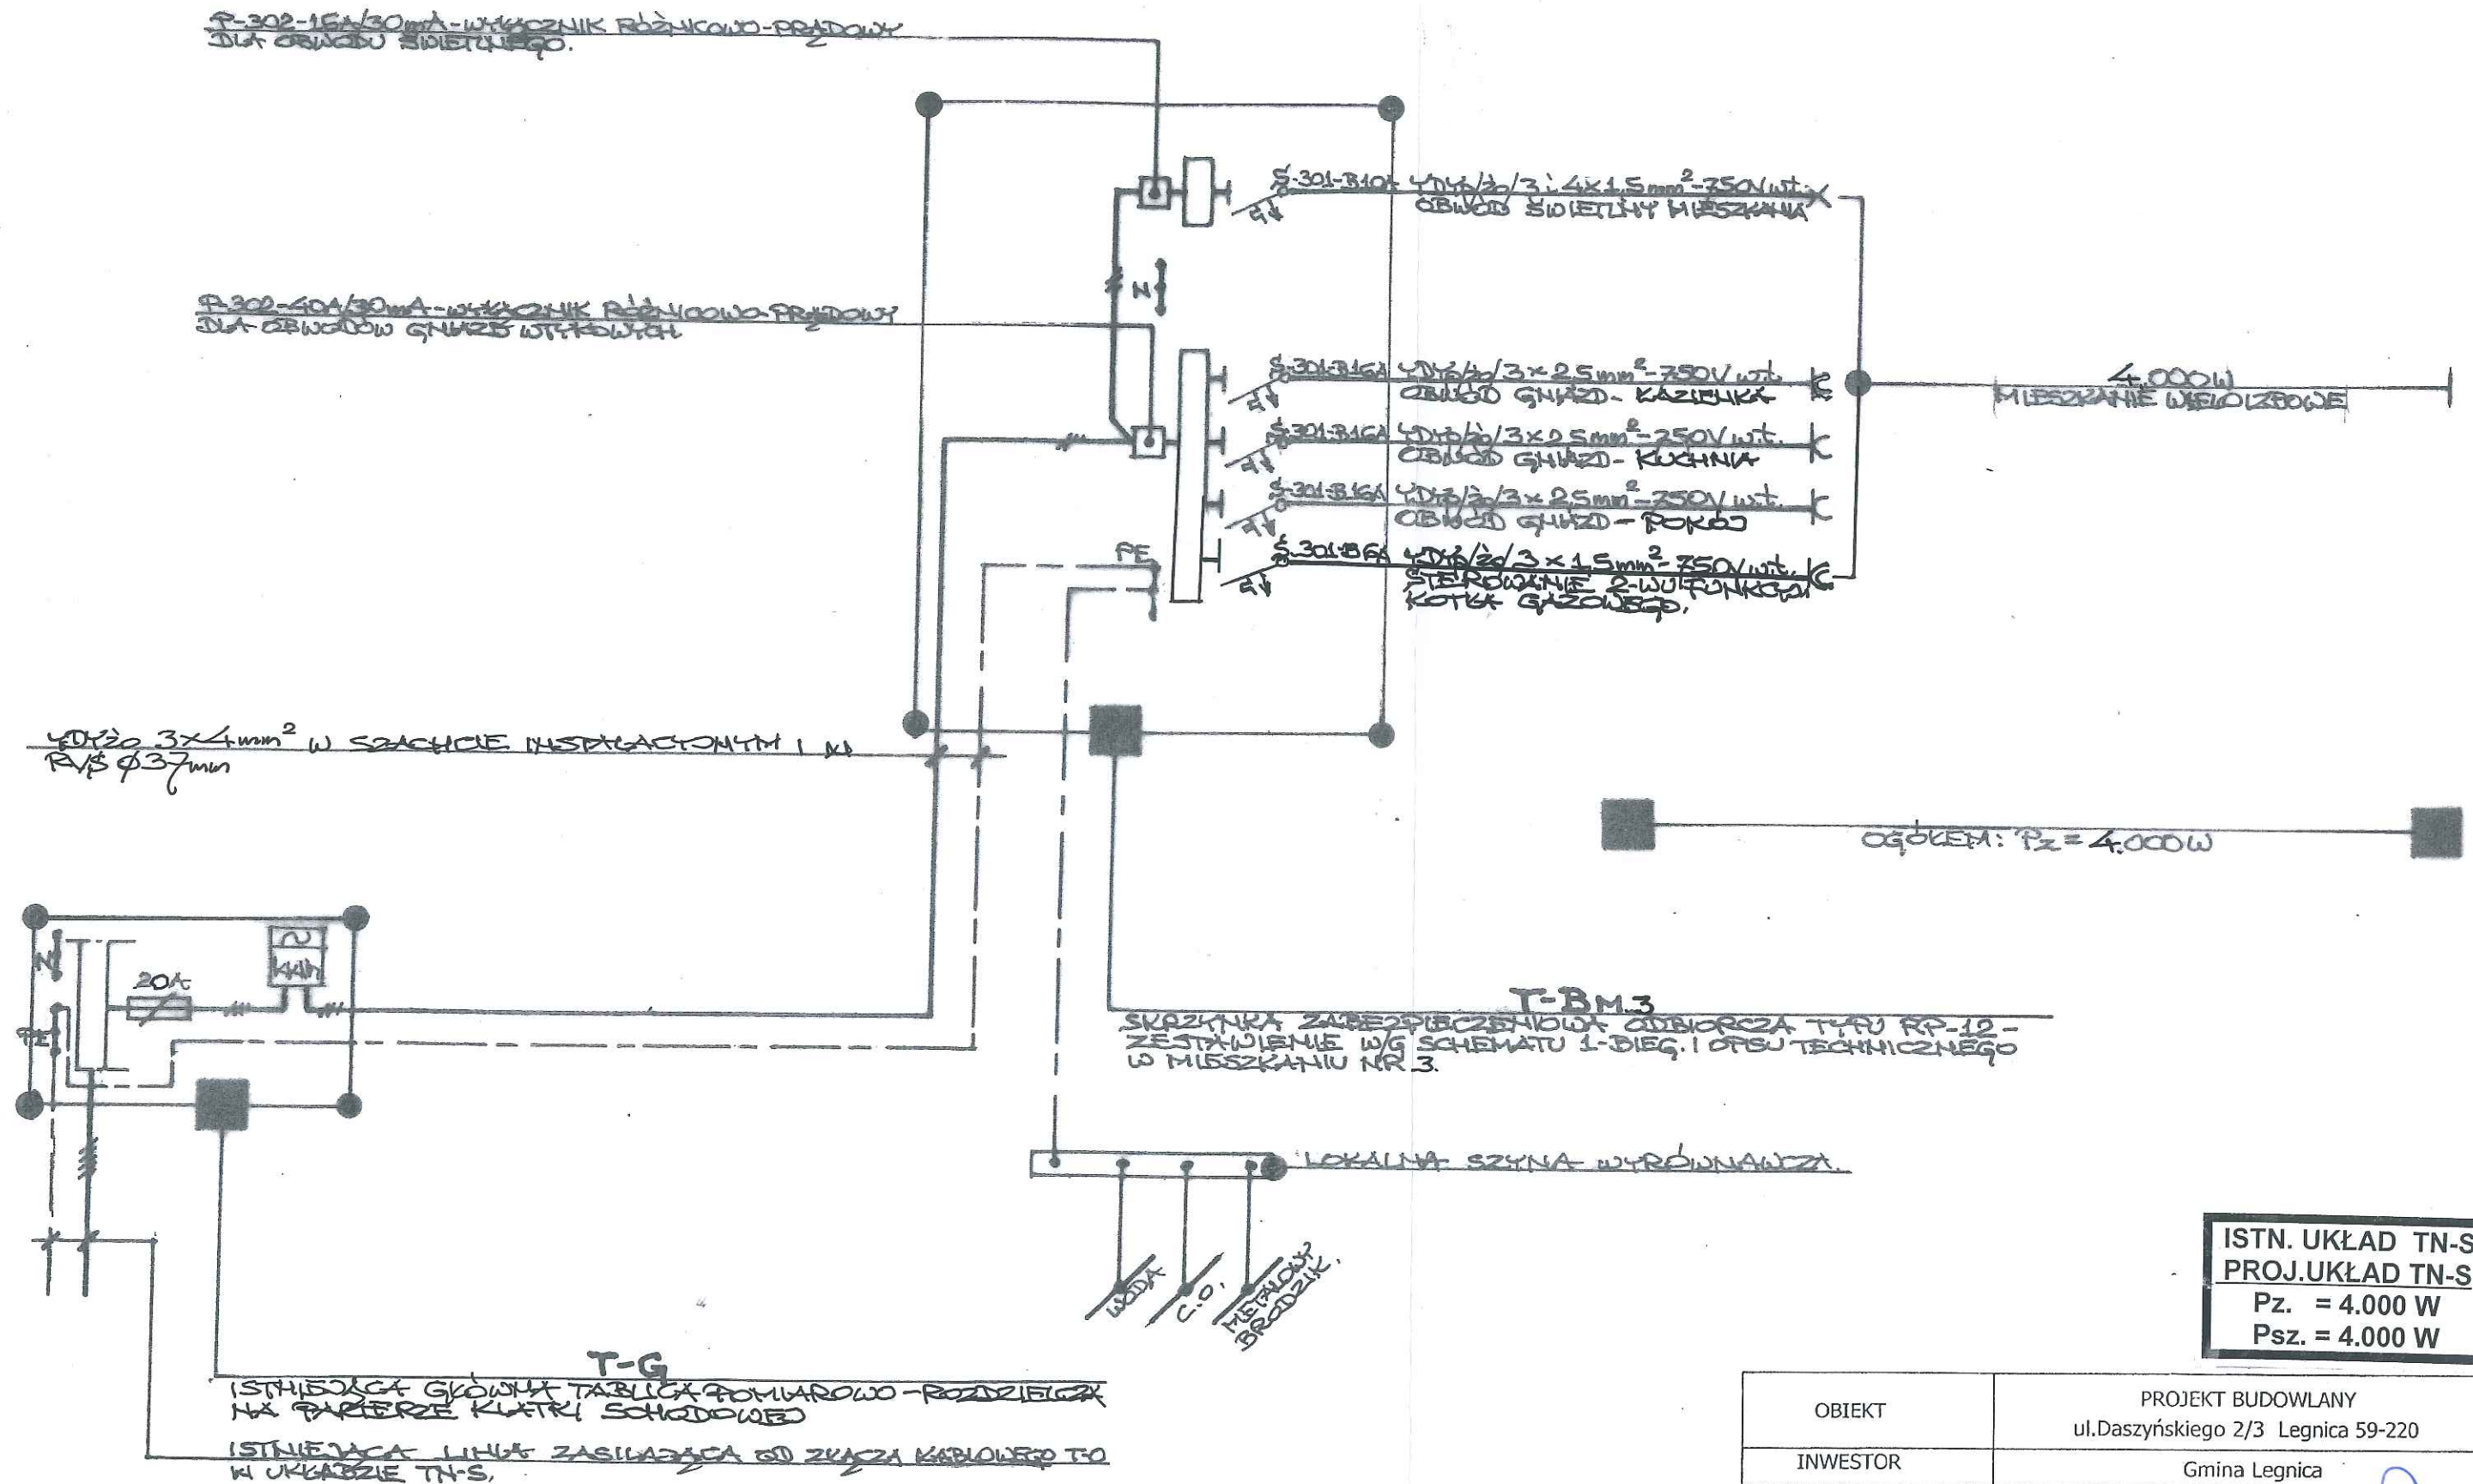 P-302-16A/30mA-WYŁĄCZNIK RÓŻNICOWO-PRĄDOWY
DLA OBWODU ŚWIETLNEGO.
S-301-B10A YDYp/żo/3 i 4x1,5mm²-750V w.t.
OBWÓD ŚWIETLNY MIESZKANIA
N
P-302-40A/30mA-WYŁĄCZNIK RÓŻNICOWO-PRĄDOWY
DLA OBWODÓW GNIAZD WTYKOWYCH
S-301-B16A YDYp/żo/3x2,5mm²-750V w.t.
OBWÓD GNIAZD - ŁAZIENKA
S-301-B16A YDYp/żo/3x2,5mm²-750V w.t.
OBWÓD GNIAZD - KUCHNIA
S-301-B16A YDYp/żo/3x2,5mm²-750V w.t.
OBWÓD GNIAZD - POKÓJ
PE
S-301-B6A YDYp/żo/3x1,5mm²-750V w.t.
STEROWANIE 2-WU FUNKCYJ.
KOTŁA GAZOWEGO.
4.000W
MIESZKANIE WIELOIZBOWE
YDYżo 3x4mm² W SZACHCIE INSTALACYJNYM I W
RVS Ø37mm
OGÓŁEM: Pz = 4.000W
N
20A
kWh
PE
T-BM.3
SKRZYNKA ZABEZPIECZENIOWA ODBIORCZA TYPU RP-12-
ZESTAWIENIE W/G SCHEMATU 1-BIEG. I OPISU TECHNICZNEGO
W MIESZKANIU NR 3.
LOKALNA SZYNA WYRÓWNAWCZA.
WODA
C.O.
METALOWY
BRODZIK.
T-G
ISTNIEJĄCA GŁÓWNA TABLICA POMIAROWO-ROZDZIELCZA
NA PARTERZE KLATKI SCHODOWEJ
ISTNIEJĄCA LINIA ZASILAJĄCA OD ZŁĄCZA KABLOWEGO T-O
W UKŁADZIE TN-S.
ISTN. UKŁAD TN-S
PROJ.UKŁAD TN-S
Pz. = 4.000 W
Psz. = 4.000 W
OBIEKT
PROJEKT BUDOWLANY
ul.Daszyńskiego 2/3 Legnica 59-220
INWESTOR
Gmina Legnica